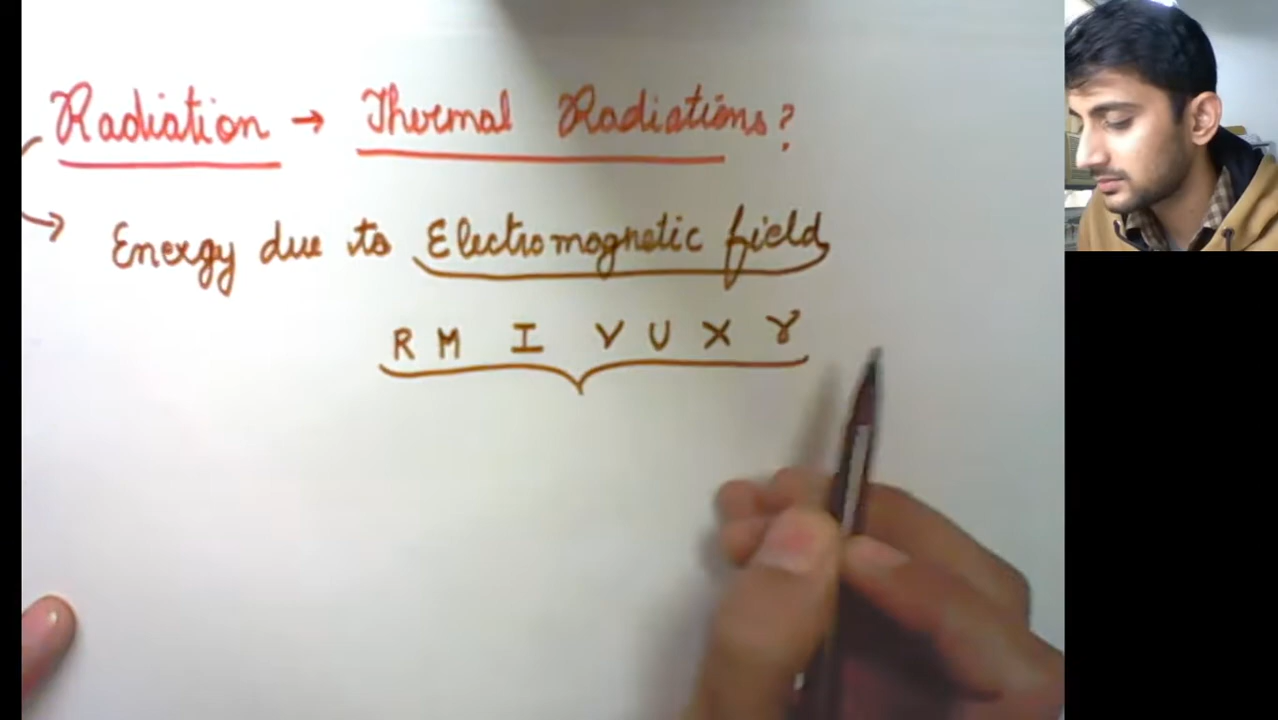 Radiation → Thermal Radiations?
→ Energy due to Electromagnetic field
R M I V U X γ